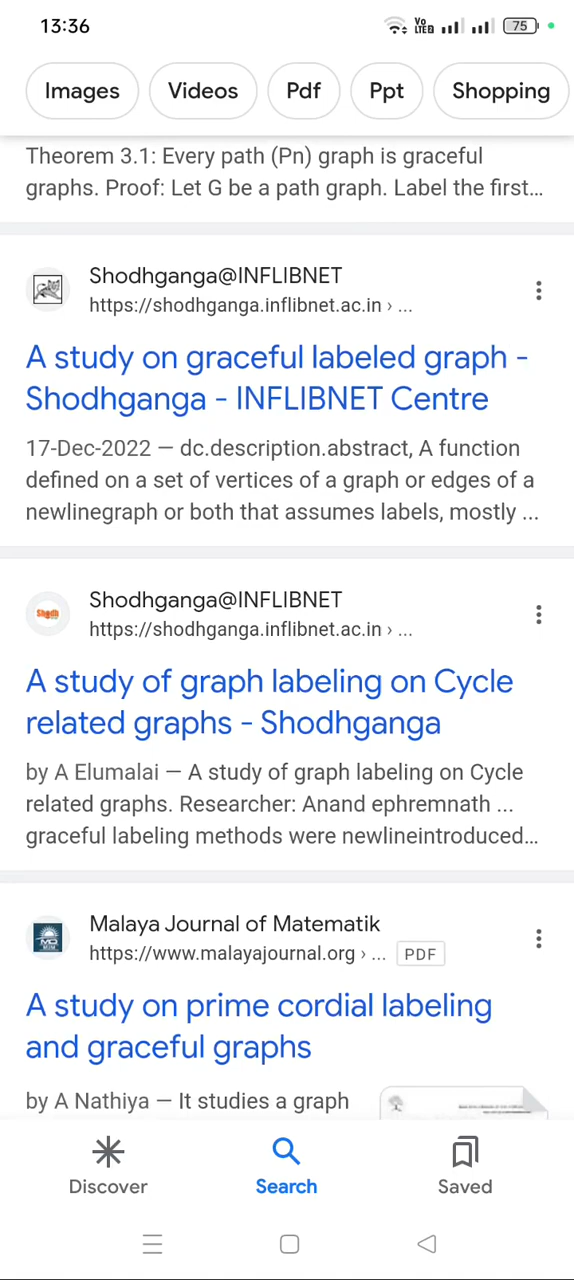 13:36
Vo
LTE2
75
Images
Videos
Pdf
Ppt
Shopping
Theorem 3.1: Every path (Pn) graph is graceful
graphs. Proof: Let G be a path graph. Label the first...
Shodhganga@INFLIBNET
https://shodhganga.inflibnet.ac.in › ...
A study on graceful labeled graph -
Shodhganga - INFLIBNET Centre
17-Dec-2022 — dc.description.abstract, A function
defined on a set of vertices of a graph or edges of a
newlinegraph or both that assumes labels, mostly ...
Shodhganga@INFLIBNET
https://shodhganga.inflibnet.ac.in › ...
A study of graph labeling on Cycle
related graphs - Shodhganga
by A Elumalai — A study of graph labeling on Cycle
related graphs. Researcher: Anand ephremnath ...
graceful labeling methods were newlineintroduced...
Malaya Journal of Matematik
https://www.malayajournal.org › ... PDF
A study on prime cordial labeling
and graceful graphs
by A Nathiya — It studies a graph
Discover
Search
Saved